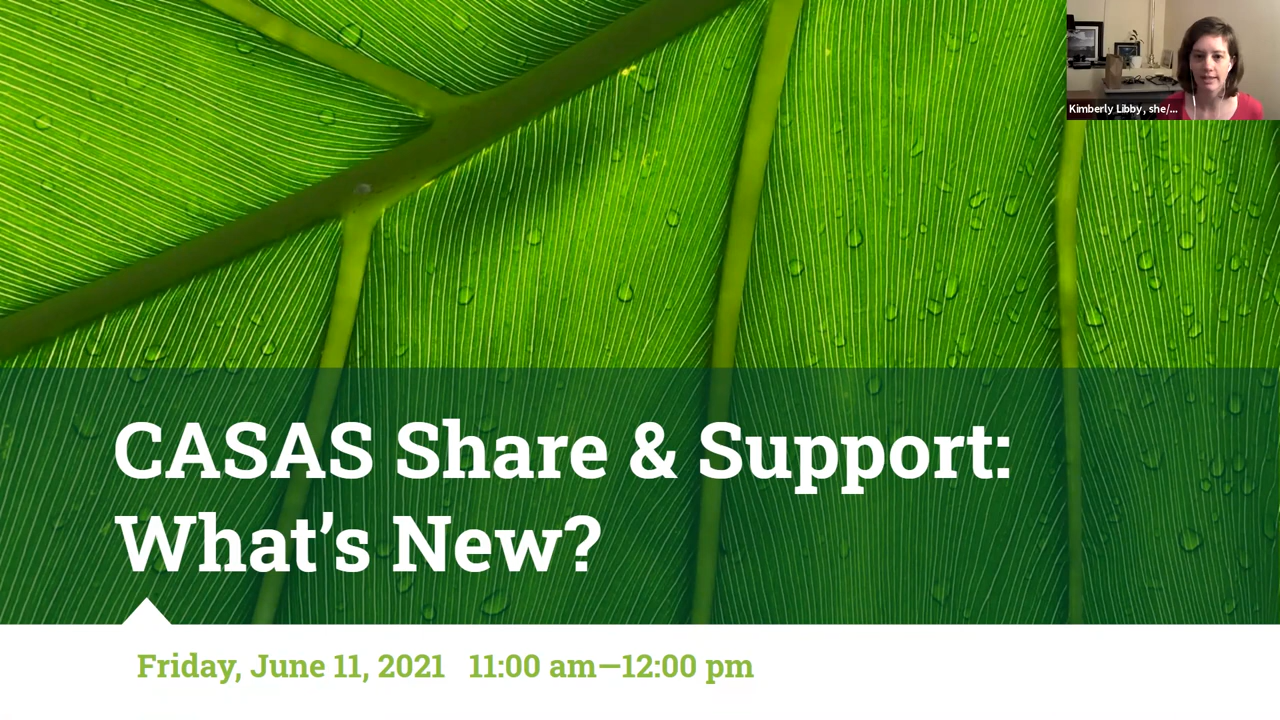 Kimberly Libby, she/...
CASAS Share & Support:
What’s New?
Friday, June 11, 2021 11:00 am—12:00 pm